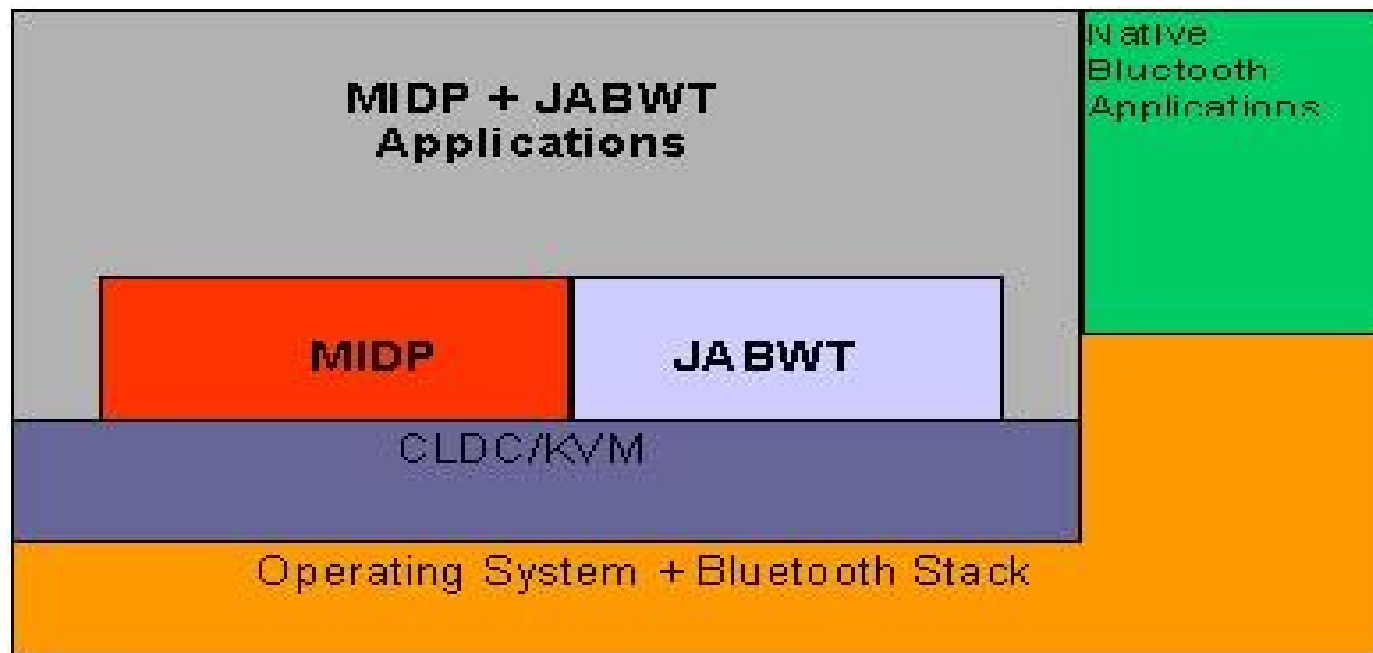 MIDP + JABWT
Applications
Native
Bluetooth
Applications
MIDP
JABWT
CLDC/KVM
Operating System + Bluetooth Stack